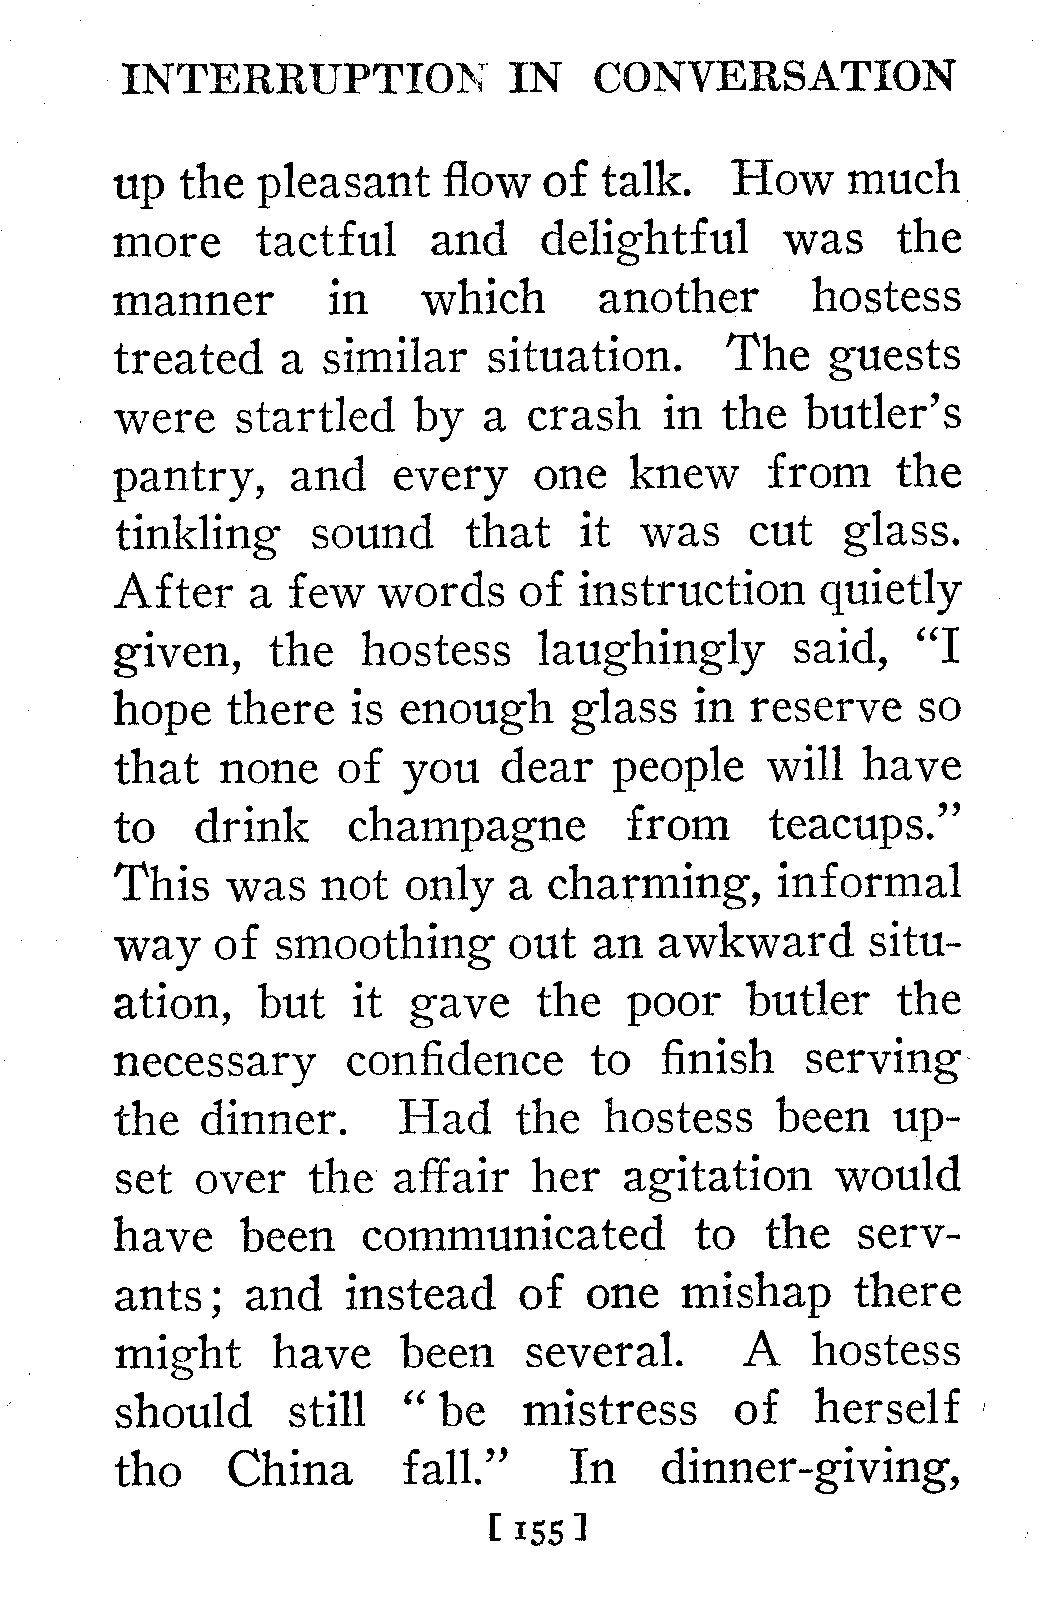 INTERRUPTION IN CONVERSATION
up the pleasant flow of talk. How much
more tactful and delightful was the
manner in which another hostess
treated a similar situation. The guests
were startled by a crash in the butler's
pantry, and every one knew from the
tinkling sound that it was cut glass.
After a few words of instruction quietly
given, the hostess laughingly said, "I
hope there is enough glass in reserve so
that none of you dear people will have
to drink champagne from teacups."
This was not only a charming, informal
way of smoothing out an awkward situ-
ation, but it gave the poor butler the
necessary confidence to finish serving
the dinner. Had the hostess been up-
set over the affair her agitation would
have been communicated to the serv-
ants; and instead of one mishap there
might have been several. A hostess
should still "be mistress of herself
tho China fall." In dinner-giving,
[155]